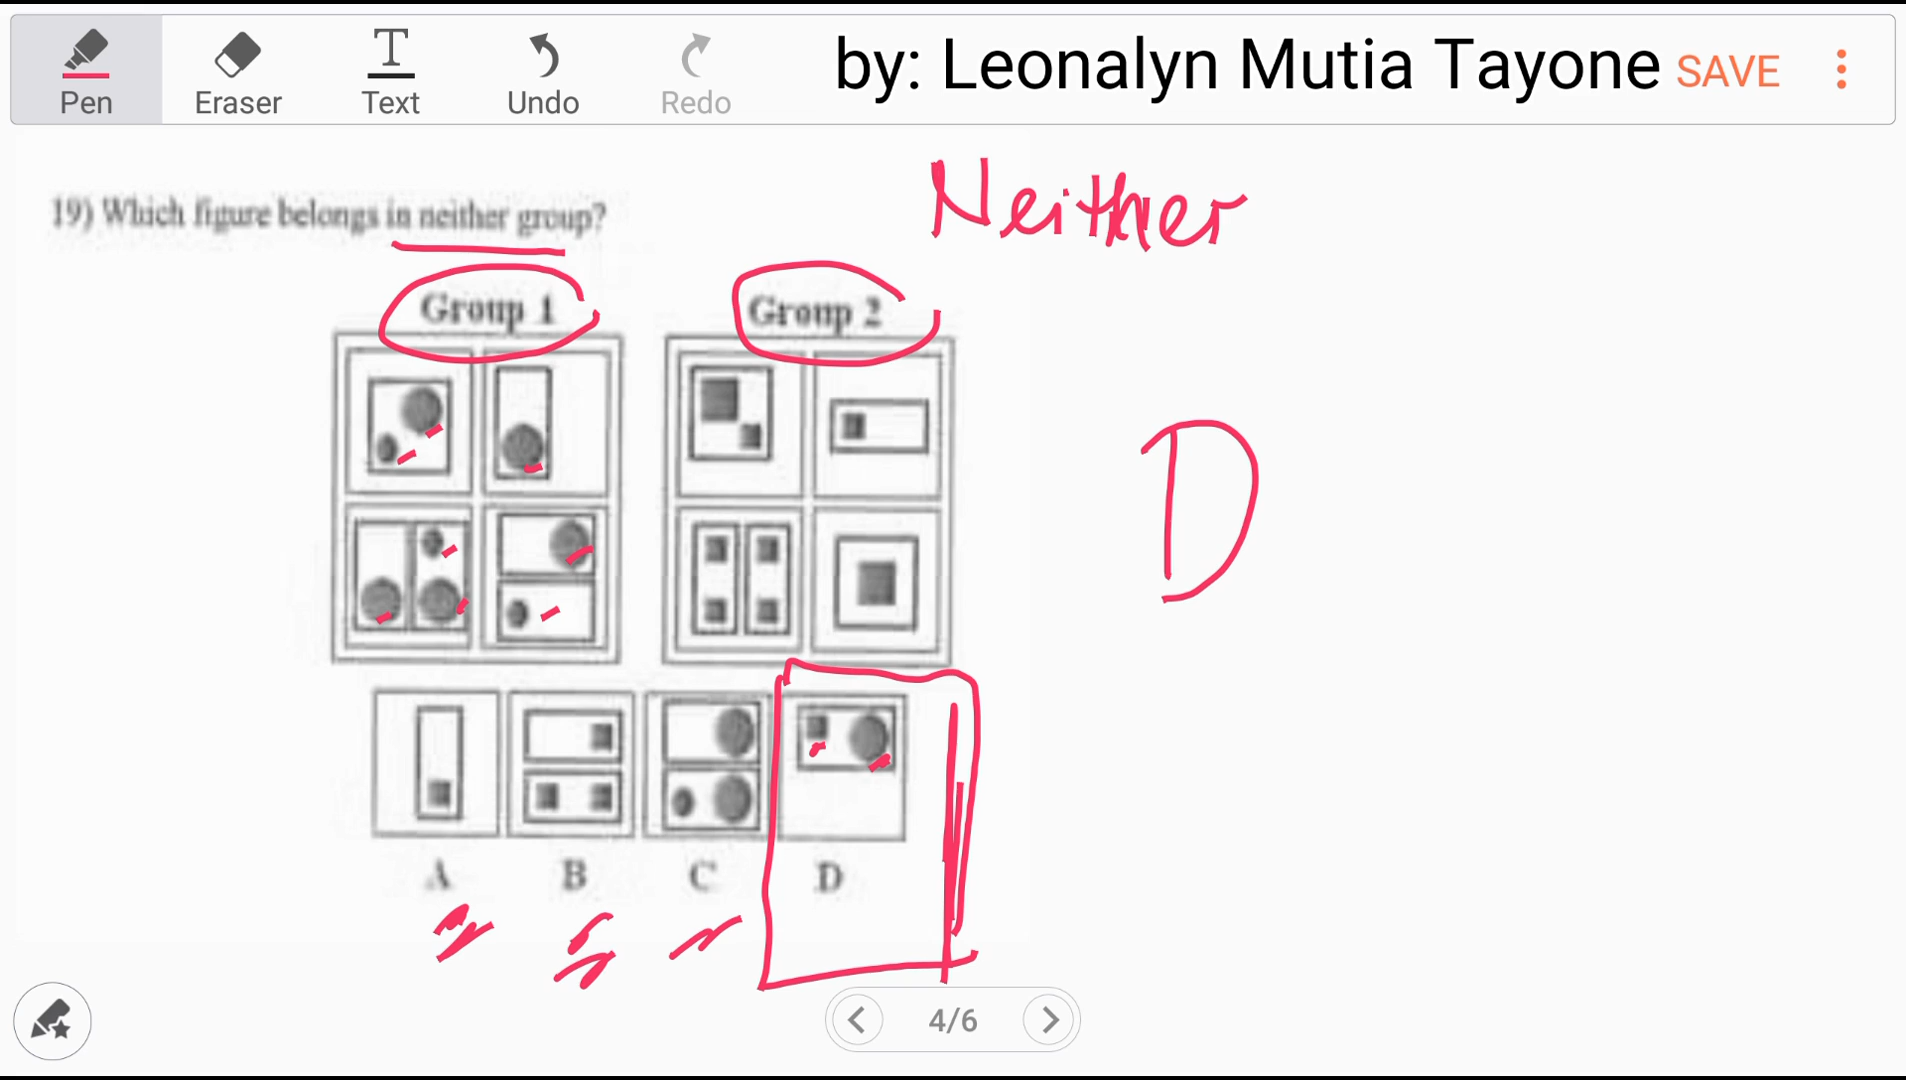 Pen Eraser Text Undo Redo by: Leonalyn Mutia Tayone SAVE
T
Neither
19) Which figure belongs in neither group?
Group 1 Group 2
D
A B C D
4/6